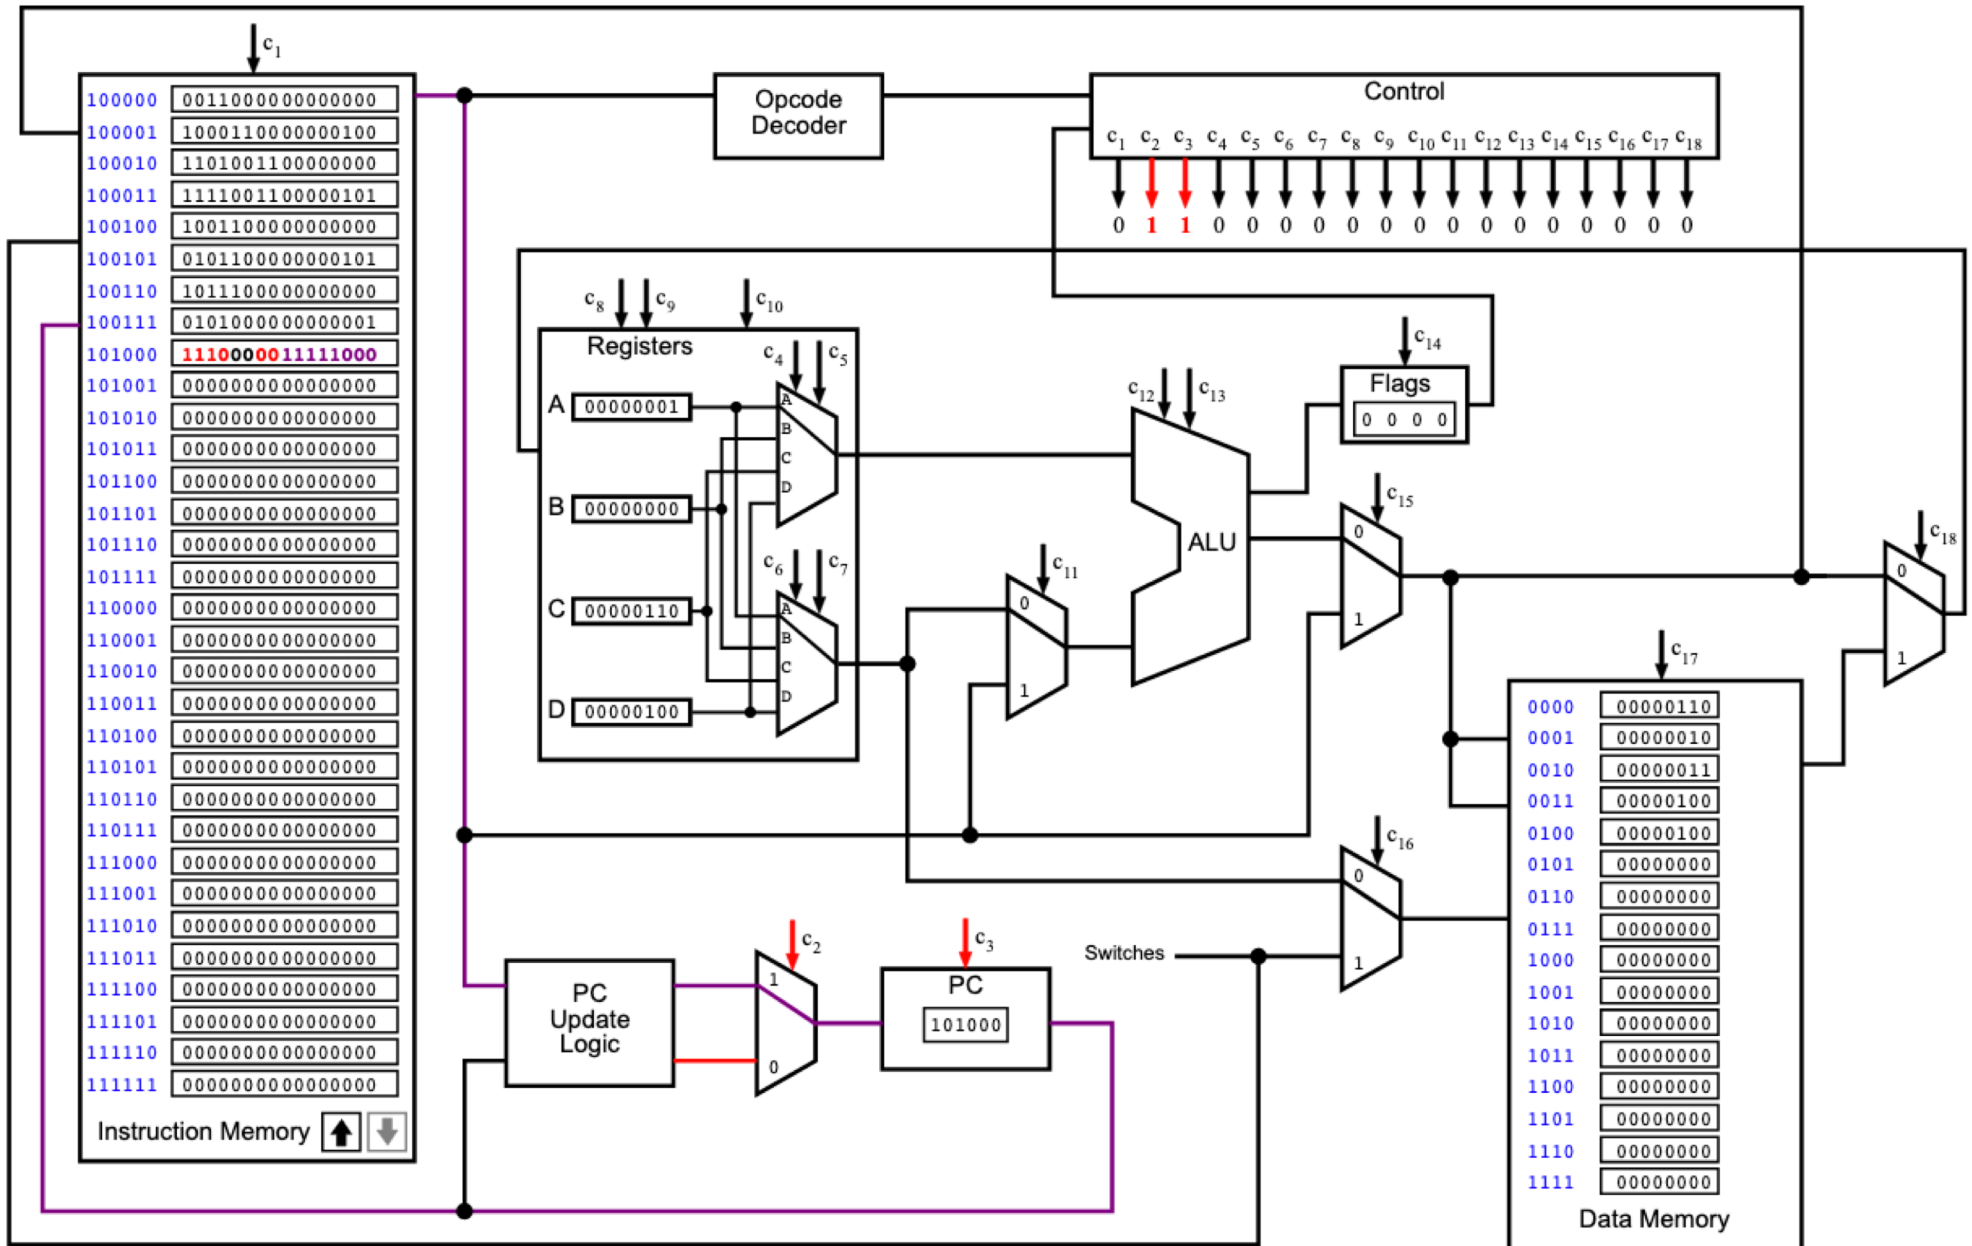 c1
100000 0011000000000000
100001 1000110000000100
100010 1101001100000000
100011 1111001100000101
100100 1001100000000000
100101 0101100000000101
100110 1011100000000000
100111 0101000000000001
101000 1110000011111000
101001 0000000000000000
101010 0000000000000000
101011 0000000000000000
101100 0000000000000000
101101 0000000000000000
101110 0000000000000000
101111 0000000000000000
110000 0000000000000000
110001 0000000000000000
110010 0000000000000000
110011 0000000000000000
110100 0000000000000000
110101 0000000000000000
110110 0000000000000000
110111 0000000000000000
111000 0000000000000000
111001 0000000000000000
111010 0000000000000000
111011 0000000000000000
111100 0000000000000000
111101 0000000000000000
111110 0000000000000000
111111 0000000000000000
Instruction Memory
Opcode
Decoder
Control
c1 c2 c3 c4 c5 c6 c7 c8 c9 c10 c11 c12 c13 c14 c15 c16 c17 c18
0 1 1 0 0 0 0 0 0 0 0 0 0 0 0 0 0 0
c8 c9 c10
Registers
c4 c5
A 00000001
B 00000000
C 00000110
D 00000100
A
B
C
D
c6 c7
A
B
C
D
c11
0
1
c12 c13
ALU
c14
Flags
0 0 0 0
c15
0
1
c16
0
1
Switches
c18
0
1
PC
Update
Logic
c2
1
0
c3
PC
101000
c17
0000 00000110
0001 00000010
0010 00000011
0011 00000100
0100 00000100
0101 00000000
0110 00000000
0111 00000000
1000 00000000
1001 00000000
1010 00000000
1011 00000000
1100 00000000
1101 00000000
1110 00000000
1111 00000000
Data Memory